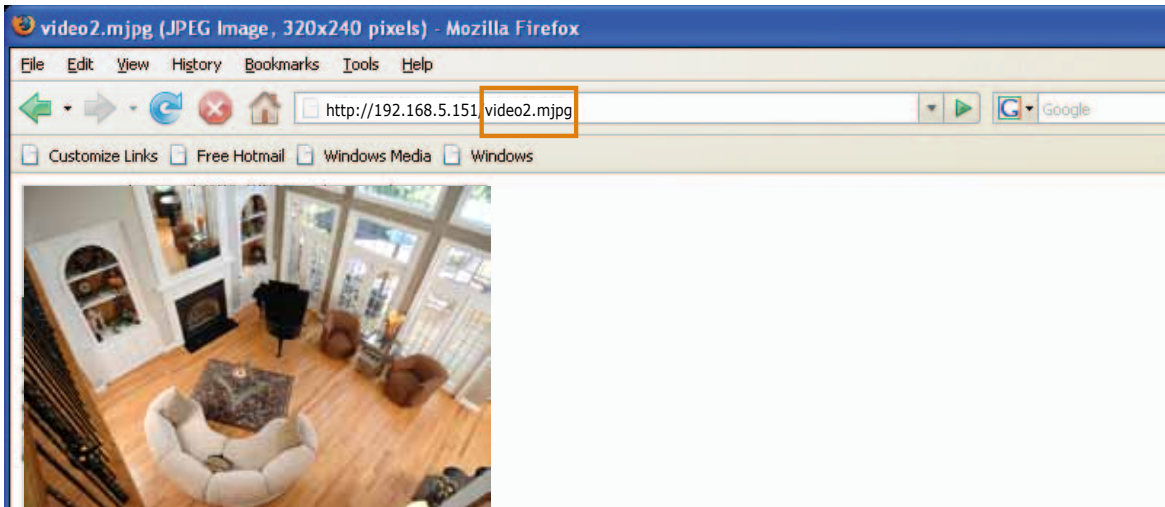 video2.mjpg (JPEG Image, 320x240 pixels) - Mozilla Firefox
File Edit View History Bookmarks Tools Help
http://192.168.5.151/video2.mjpg G Google
Customize Links Free Hotmail Windows Media Windows